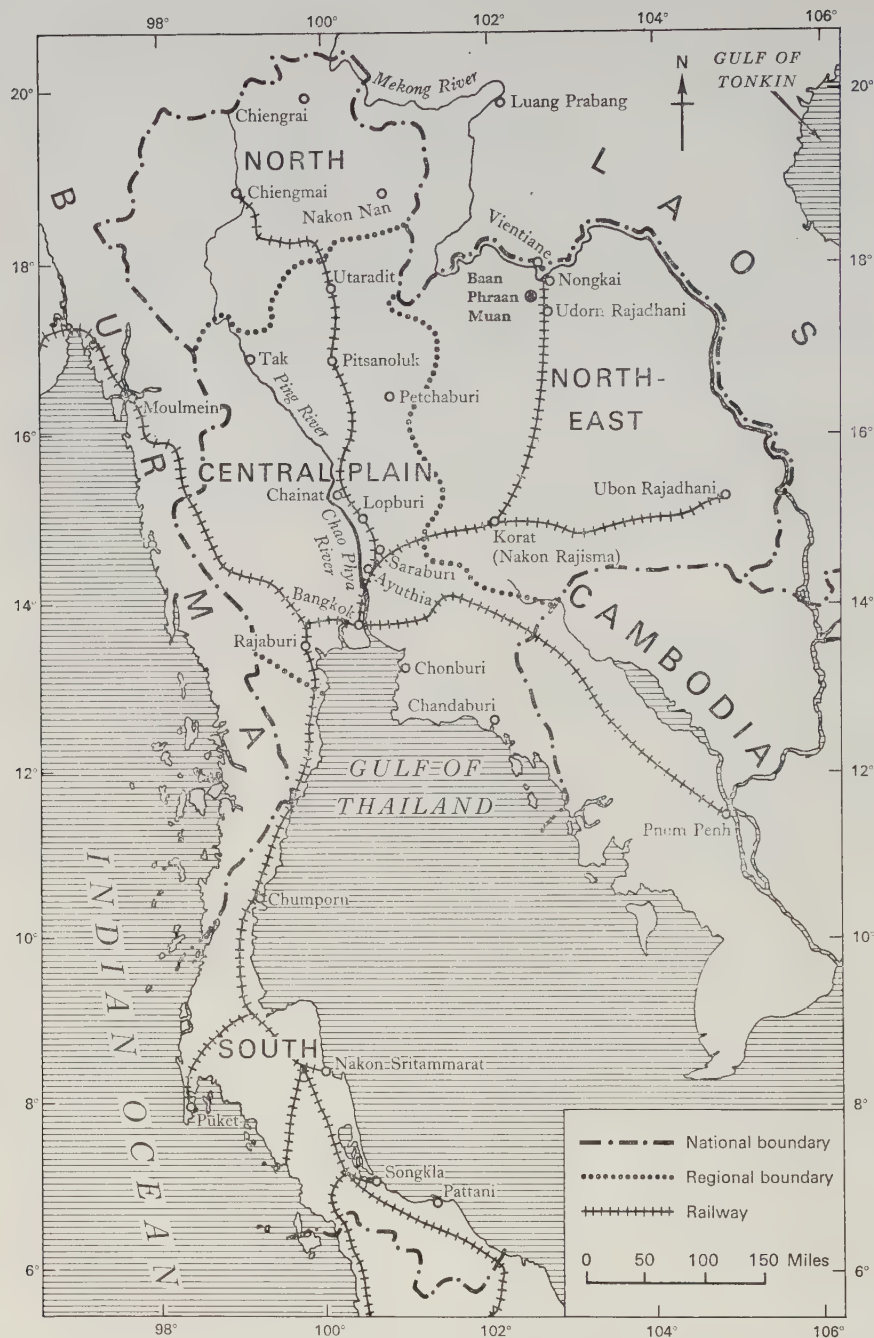 98°
100°
102°
104°
106°
20°
Mekong River
N
GULF OF
TONKIN
20°
Chiengrai
Luang Prabang
NORTH
LAOS
Chiengmai
Nakon Nan
Vientiane
18°
Utaradit
Baan
Phraan
Muan
Nongkai
Udorn Rajadhani
18°
BURMA
Tak
Ping River
Pitsanoluk
NORTH-
EAST
Petchaburi
Moulmein
16°
CENTRAL PLAIN
16°
Chainat
Lopburi
Ubon Rajadhani
Chao Phya
River
Korat
(Nakon Rajisma)
Saraburi
Ayuthia
14°
Bangkok
CAMBODIA
14°
Rajaburi
Chonburi
Chandaburi
12°
GULF OF
THAILAND
12°
Pnem Penh
INDIAN OCEAN
Chumporn
10°
10°
SOUTH
Nakon Sritammarat
8°
Puket
8°
National boundary
Songkla
Regional boundary
Pattani
Railway
6°
0 50 100 150 Miles
6°
98°
100°
102°
104°
106°